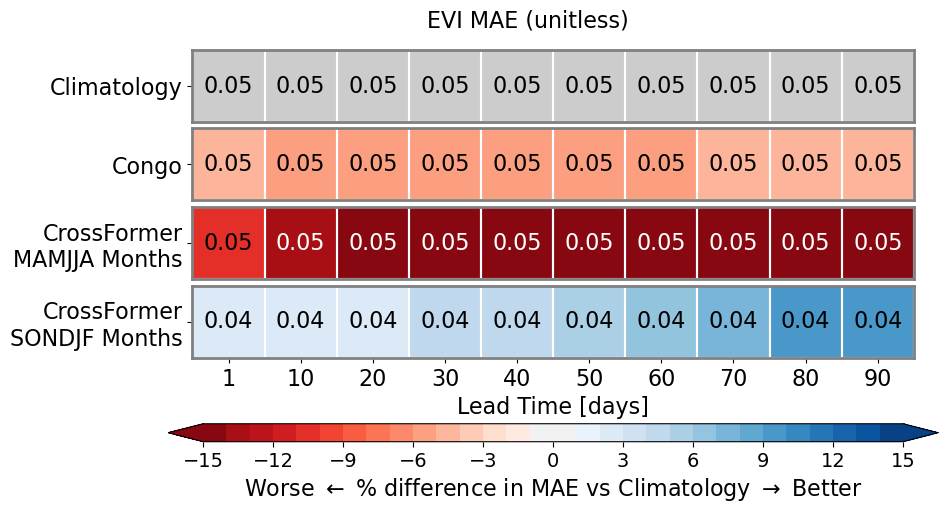 EVI MAE (unitless)
Climatology 0.05 0.05 0.05 0.05 0.05 0.05 0.05 0.05 0.05 0.05
Congo 0.05 0.05 0.05 0.05 0.05 0.05 0.05 0.05 0.05 0.05
CrossFormer
MAMJJA Months 0.05 0.05 0.05 0.05 0.05 0.05 0.05 0.05 0.05 0.05
CrossFormer
SONDJF Months 0.04 0.04 0.04 0.04 0.04 0.04 0.04 0.04 0.04 0.04
1 10 20 30 40 50 60 70 80 90
Lead Time [days]
−15 −12 −9 −6 −3 0 3 6 9 12 15
Worse ← % difference in MAE vs Climatology → Better